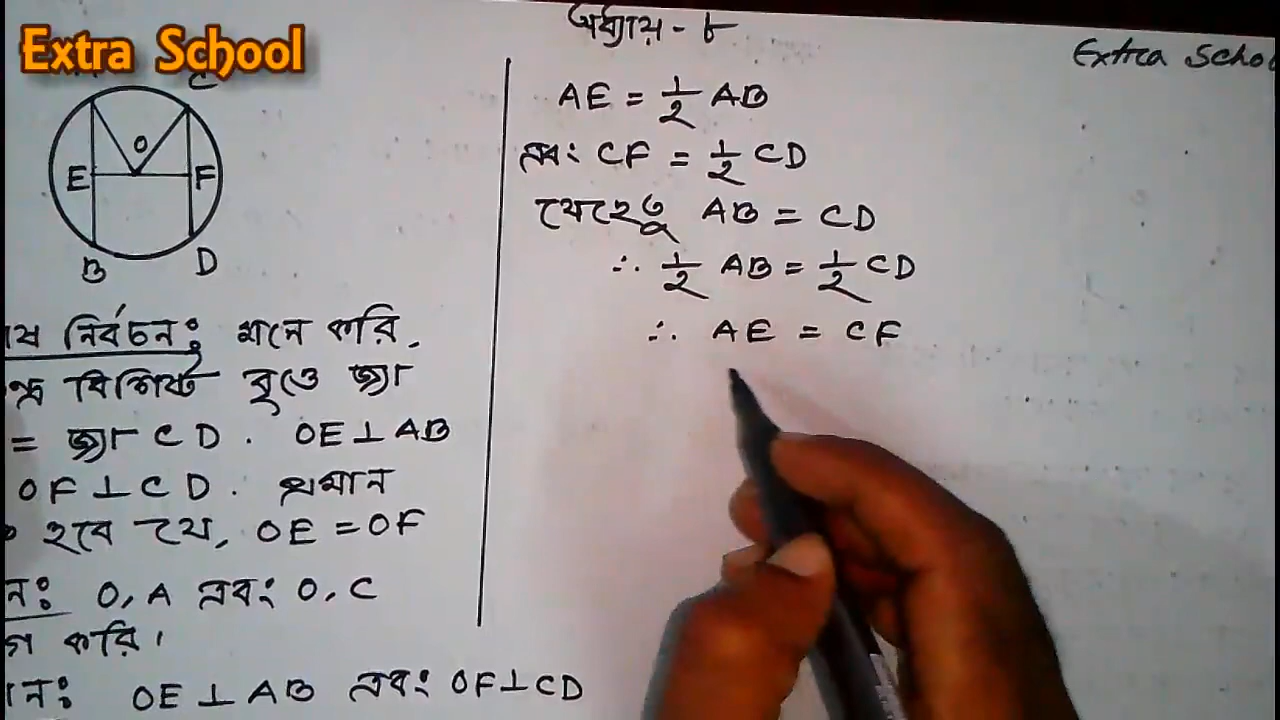 Extra School
অধ্যায় - ৮
Extra Schoo
C
O
E
F
B
D
নির্বচন: মনে করি,
বিশিষ্ট বৃত্তে জ্যা
= জ্যা CD. OE⊥AB
OF⊥CD. প্রমান
হবে যে, OE=OF
ন: O,A এবং O,C
গ করি।
ান: OE⊥AB এবং OF⊥CD
AE = 1/2 AB
এবং CF = 1/2 CD
যেহেতু AB = CD
∴ 1/2 AB = 1/2 CD
∴ AE = CF